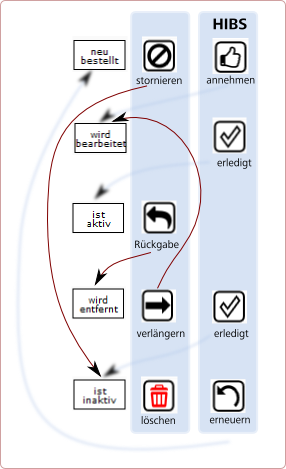 HIBS
neu
bestellt
stornieren
annehmen
wird
bearbeitet
erledigt
ist
aktiv
Rückgabe
wird
entfernt
verlängern
erledigt
ist
inaktiv
löschen
erneuern